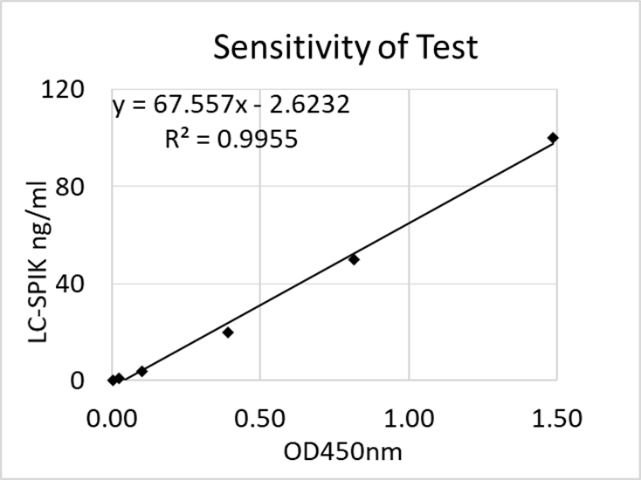 Sensitivity of Test
y = 67.557x - 2.6232
R² = 0.9955
LC-SPIK ng/ml
120
80
40
0
0.00 0.50 1.00 1.50
OD450nm